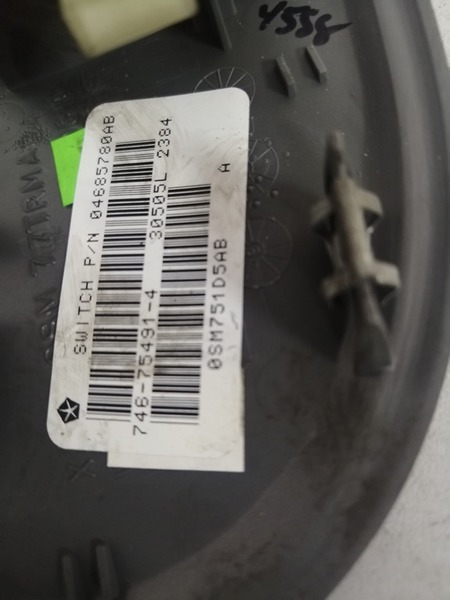 4558
SWITCH P/N 04685780AB
746-75491-4 30505L 2384
0SM751D5AB A